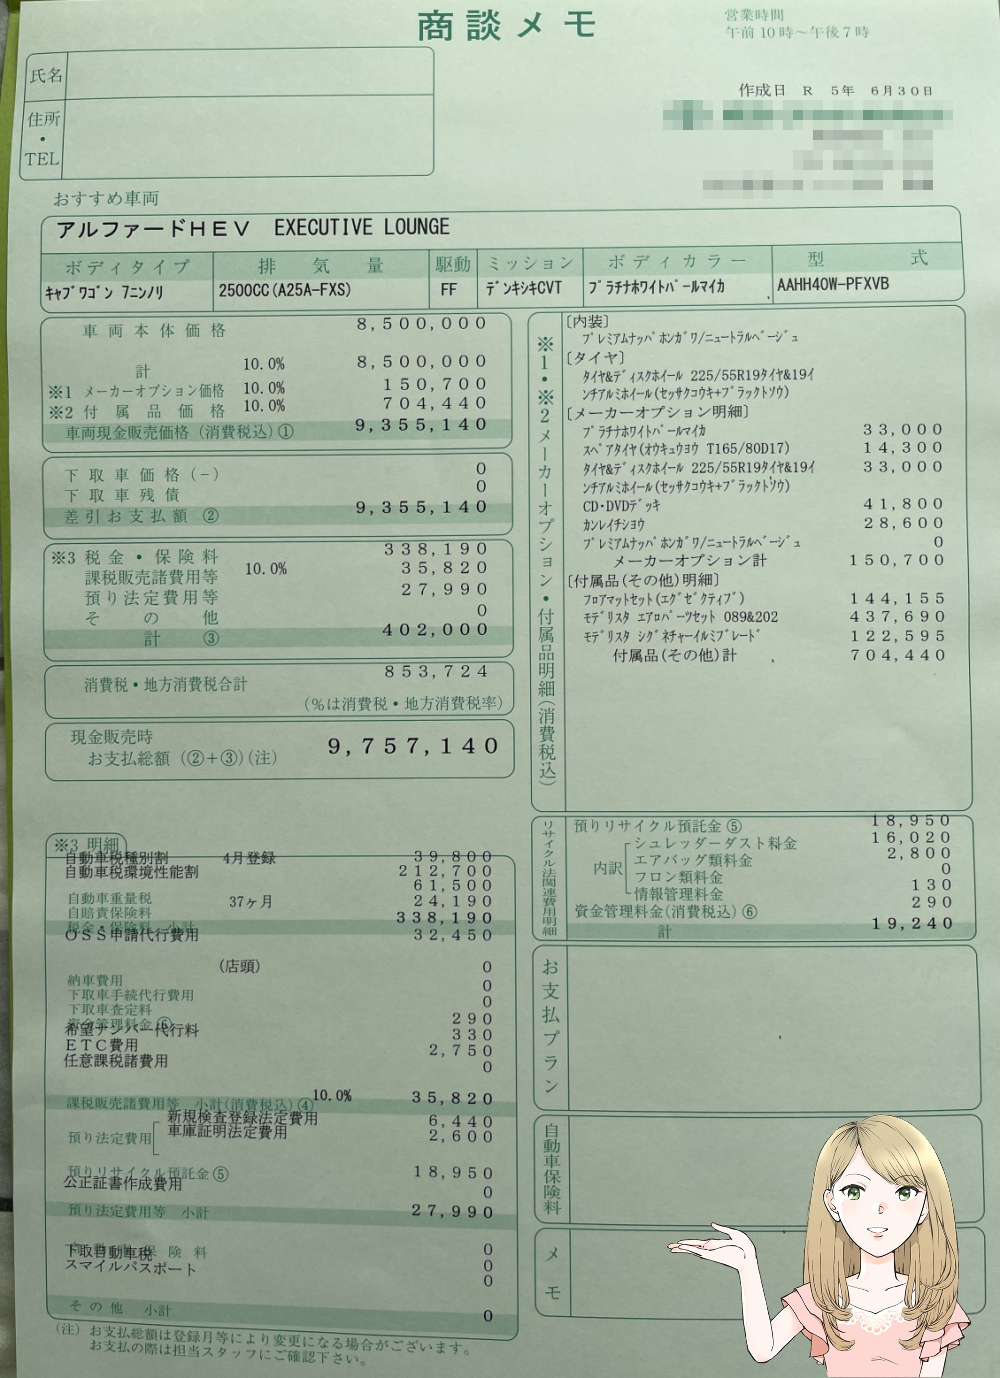 商談メモ
営業時間
午前10時～午後7時
氏名
住所
・
TEL
作成日 R 5年 6月30日
おすすめ車両
アルファードHEV EXECUTIVE LOUNGE
ボディタイプ 排気量 駆動 ミッション ボディカラー 型式
ｷｬﾌﾞﾜｺﾞﾝ 7ﾆﾝﾉﾘ 2500CC(A25A-FXS) FF ﾃﾞﾝｷｼｷCVT ﾌﾟﾗﾁﾅﾎﾜｲﾄﾊﾟｰﾙﾏｲｶ AAHH40W-PFXVB
車両本体価格 8,500,000
計 10.0% 8,500,000
※1 メーカーオプション価格 10.0% 150,700
※2 付属品価格 10.0% 704,440
車両現金販売価格（消費税込）① 9,355,140
下取車価格（−） 0
下取車残債 0
差引お支払額 ② 9,355,140
※3 税金・保険料 338,190
課税販売諸費用等 10.0% 35,820
預り法定費用等 27,990
その他 0
計 ③ 402,000
消費税・地方消費税合計 853,724
（％は消費税・地方消費税率）
現金販売時
お支払総額（②＋③）（注） 9,757,140
※3 明細
自動車税種別割 4月登録 39,800
自動車税環境性能割 212,700
自動車重量税 61,500
自賠責保険料 37ヶ月 24,190
税金・保険料 小計 338,190
OSS申請代行費用 32,450
(店頭) 0
納車費用 0
下取車手続代行費用 0
下取車査定料
資金管理料金⑥ 290
希望ナンバー代行料 330
ETC費用 2,750
任意課税諸費用 0
課税販売諸費用等 小計(消費税込)④ 10.0% 35,820
預り法定費用
新規検査登録法定費用 6,440
車庫証明法定費用 2,600
預りリサイクル預託金⑤ 18,950
公正証書作成費用 0
預り法定費用等 小計 27,990
保険料 0
下取自動車税 0
スマイルパスポート 0
その他 小計 0
（注）お支払総額は登録月等により変更になる場合がございます。
お支払の際は担当スタッフにご確認下さい。
※1・※2メーカーオプション・付属品明細（消費税込）
[内装]
ﾌﾟﾚﾐｱﾑﾅｯﾊﾟﾎﾝｶﾞﾜ/ﾆｭｰﾄﾗﾙﾍﾞｰｼﾞｭ
[タイヤ]
ﾀｲﾔ&ﾃﾞｨｽｸﾎｲｰﾙ 225/55R19ﾀｲﾔ&19ｲ
ﾝﾁｱﾙﾐﾎｲｰﾙ(ｾｯｻｸｺｳｷ+ﾌﾞﾗｯｸﾄｿｳ)
[メーカーオプション明細]
ﾌﾟﾗﾁﾅﾎﾜｲﾄﾊﾟｰﾙﾏｲｶ 33,000
ｽﾍﾟｱﾀｲﾔ(ｵｳｷｭｳﾖｳ T165/80D17) 14,300
ﾀｲﾔ&ﾃﾞｨｽｸﾎｲｰﾙ 225/55R19ﾀｲﾔ&19ｲ 33,000
ﾝﾁｱﾙﾐﾎｲｰﾙ(ｾｯｻｸｺｳｷ+ﾌﾞﾗｯｸﾄｿｳ)
CD･DVDﾃﾞｯｷ 41,800
ｶﾝﾚｲﾁｼﾖｳ 28,600
ﾌﾟﾚﾐｱﾑﾅｯﾊﾟﾎﾝｶﾞﾜ/ﾆｭｰﾄﾗﾙﾍﾞｰｼﾞｭ 0
メーカーオプション計 150,700
[付属品(その他)明細]
ﾌﾛｱﾏｯﾄｾｯﾄ(ｴｸﾞｾﾞｸﾃｨﾌﾞ) 144,155
ﾓﾃﾞﾘｽﾀ ｴｱﾛﾊﾟｰﾂｾｯﾄ 089&202 437,690
ﾓﾃﾞﾘｽﾀ ｼｸﾞﾈﾁｬｰｲﾙﾐﾌﾞﾚｰﾄﾞ 122,595
付属品(その他)計 704,440
リサイクル法関連費用明細
預りリサイクル預託金⑤ 18,950
内訳
シュレッダーダスト料金 16,020
エアバッグ類料金 2,800
フロン類料金 0
情報管理料金 130
資金管理料金(消費税込)⑥ 290
計 19,240
お支払プラン
自動車保険料
メモ